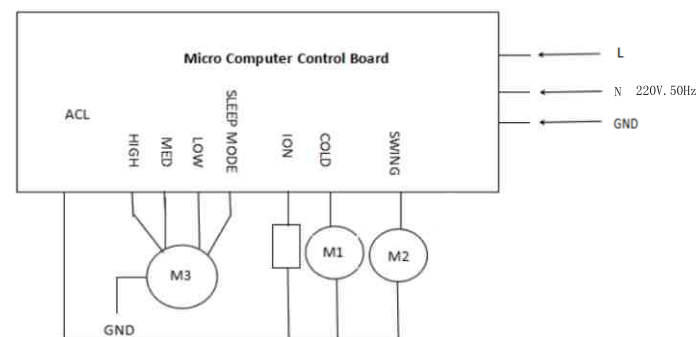 Micro Computer Control Board
L
N 220V.50Hz
GND
ACL
HIGH
MED
LOW
SLEEP MODE
ION
COLD
SWING
M3
M1
M2
GND